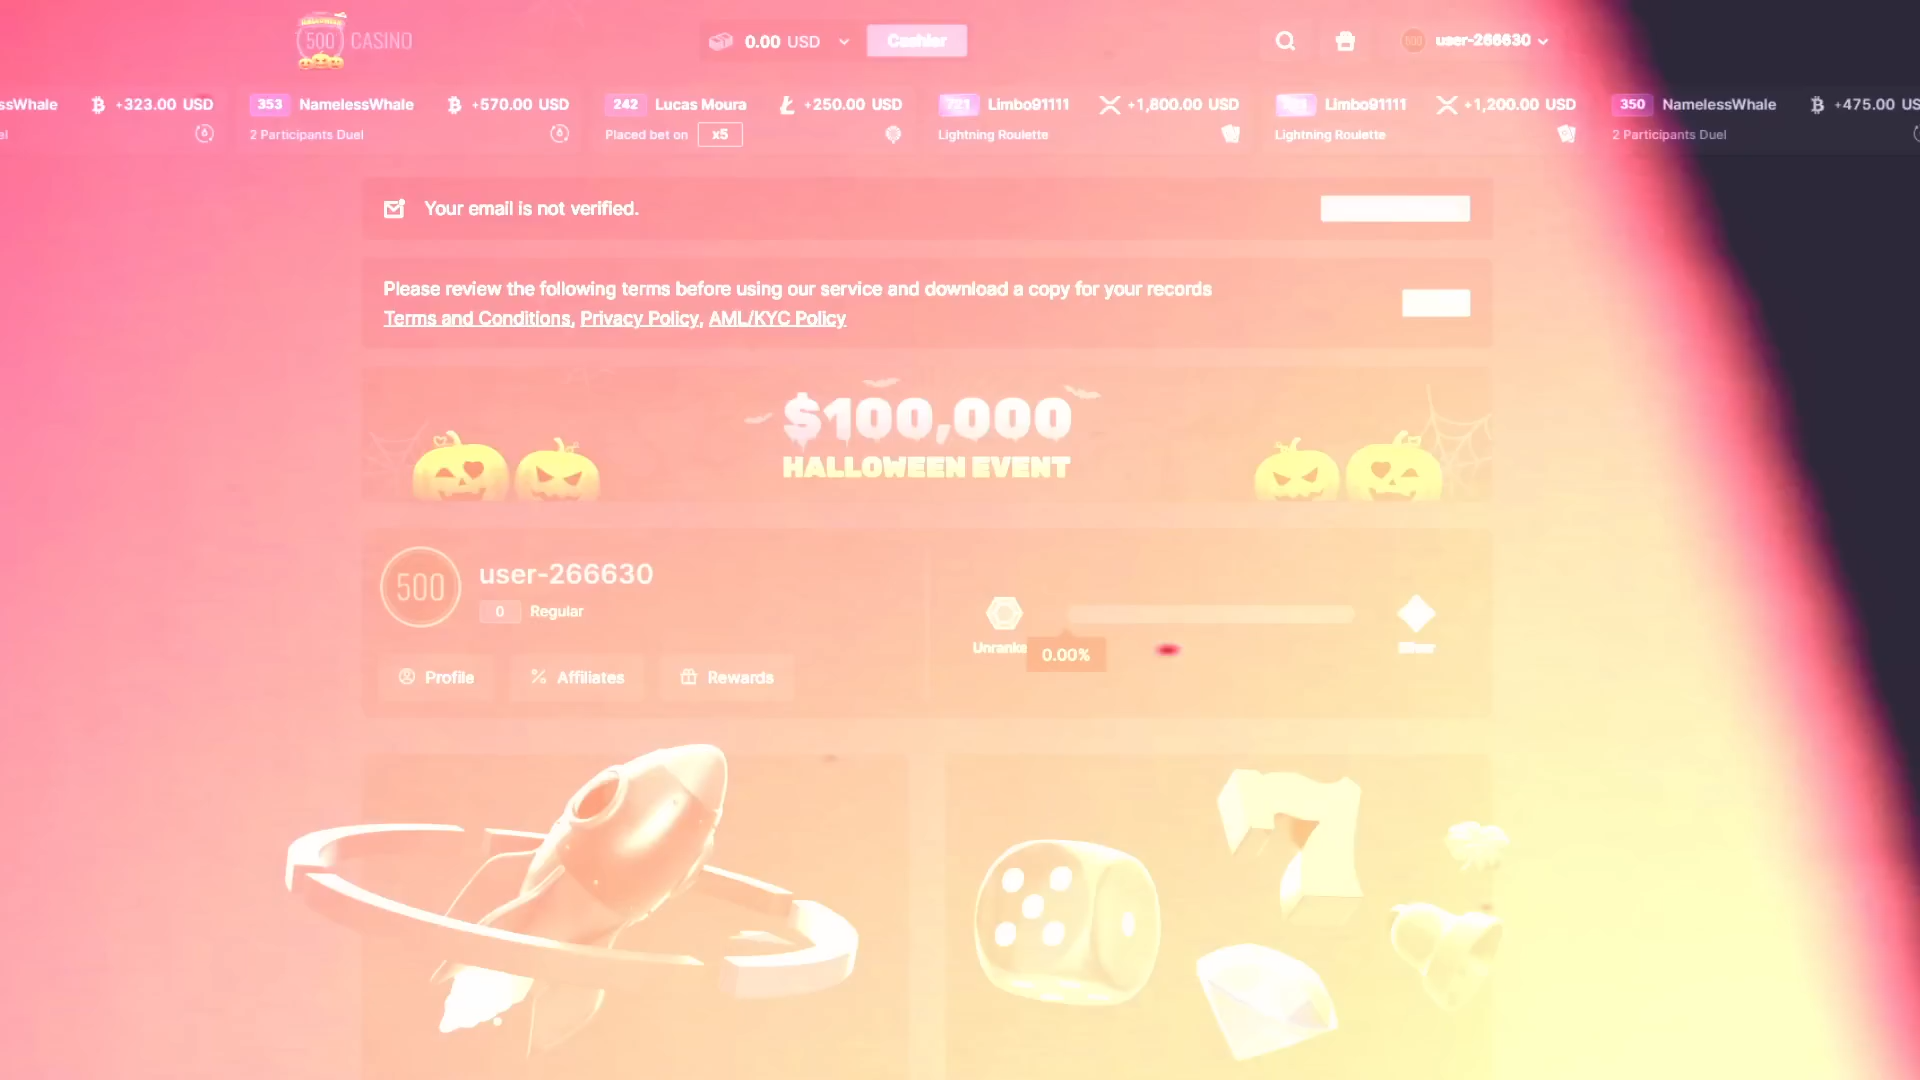 HALLOWEEN
500 CASINO
0.00 USD
Cashier
user-266630
ssWhale +323.00 USD
353 NamelessWhale +570.00 USD
2 Participants Duel
242 Lucas Moura +250.00 USD
Placed bet on x5
Limbo91111 +1,800.00 USD
Lightning Roulette
Limbo91111 +1,200.00 USD
Lightning Roulette
350 NamelessWhale +475.00 US
2 Participants Duel
Your email is not verified.
Please review the following terms before using our service and download a copy for your records
Terms and Conditions, Privacy Policy, AML/KYC Policy
$100,000
HALLOWEEN EVENT
500
user-266630
0 Regular
Unranke
0.00%
Silver
Profile
Affiliates
Rewards